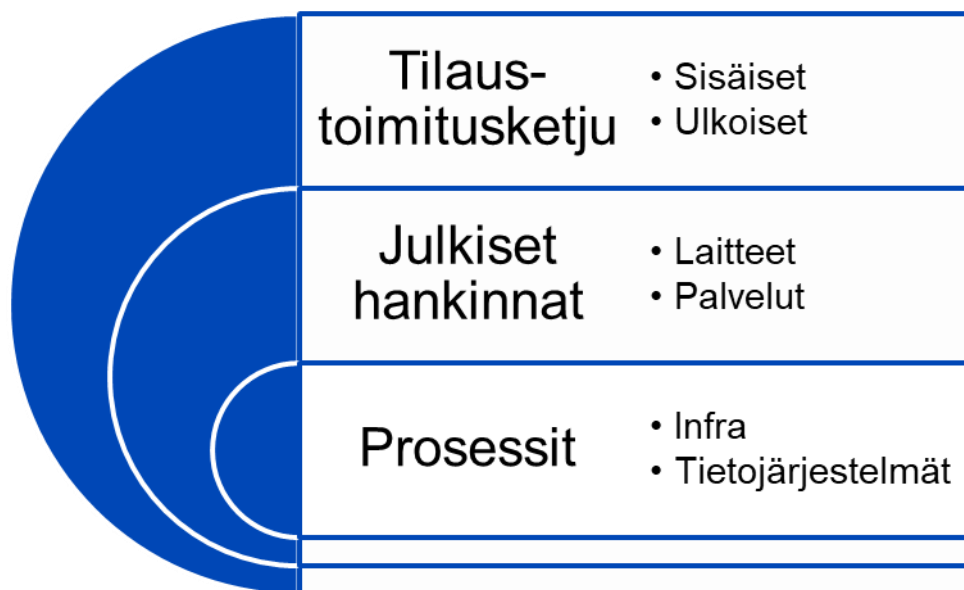 Tilaus-
toimitusketju
• Sisäiset
• Ulkoiset
Julkiset
hankinnat
• Laitteet
• Palvelut
Prosessit
• Infra
• Tietojärjestelmät